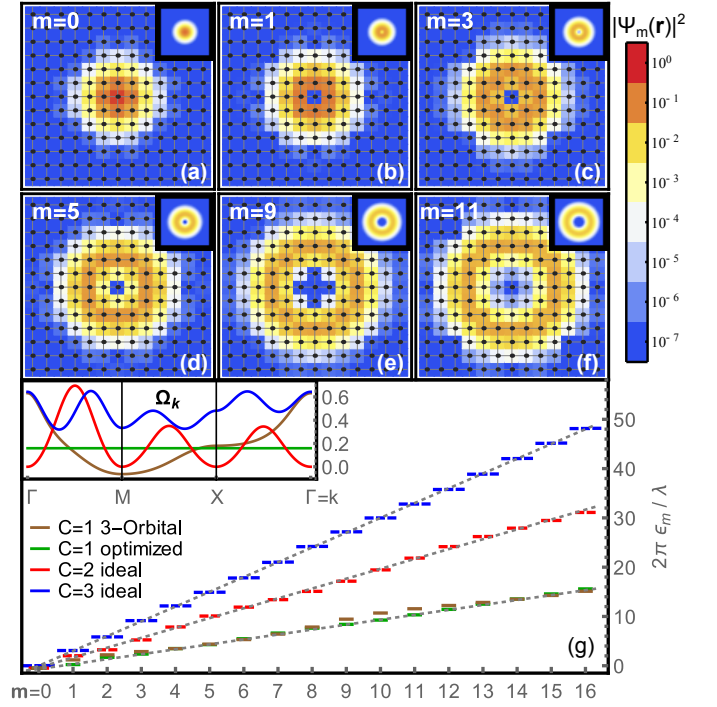 m=0
(a)
m=1
(b)
m=3
(c)
|Ψm(r)|²
10⁰
10⁻¹
10⁻²
10⁻³
10⁻⁴
10⁻⁵
10⁻⁶
10⁻⁷
m=5
(d)
m=9
(e)
m=11
(f)
Ωk
0.6
0.4
0.2
0.0
Γ M X Γ=k
C=1 3-Orbital
C=1 optimized
C=2 ideal
C=3 ideal
(g)
50
40
30
20
10
0
2π ϵm / λ
m=0 1 2 3 4 5 6 7 8 9 10 11 12 13 14 15 16